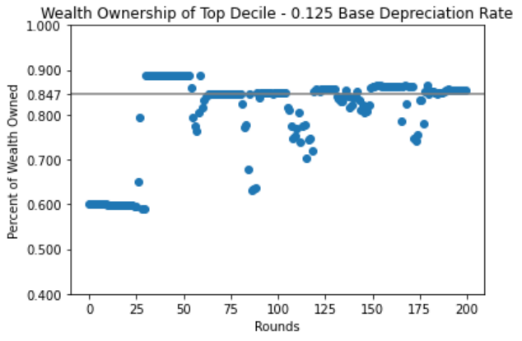 Wealth Ownership of Top Decile - 0.125 Base Depreciation Rate
1.000
0.900
0.847
0.800
0.700
0.600
0.500
0.400
Percent of Wealth Owned
0 25 50 75 100 125 150 175 200
Rounds